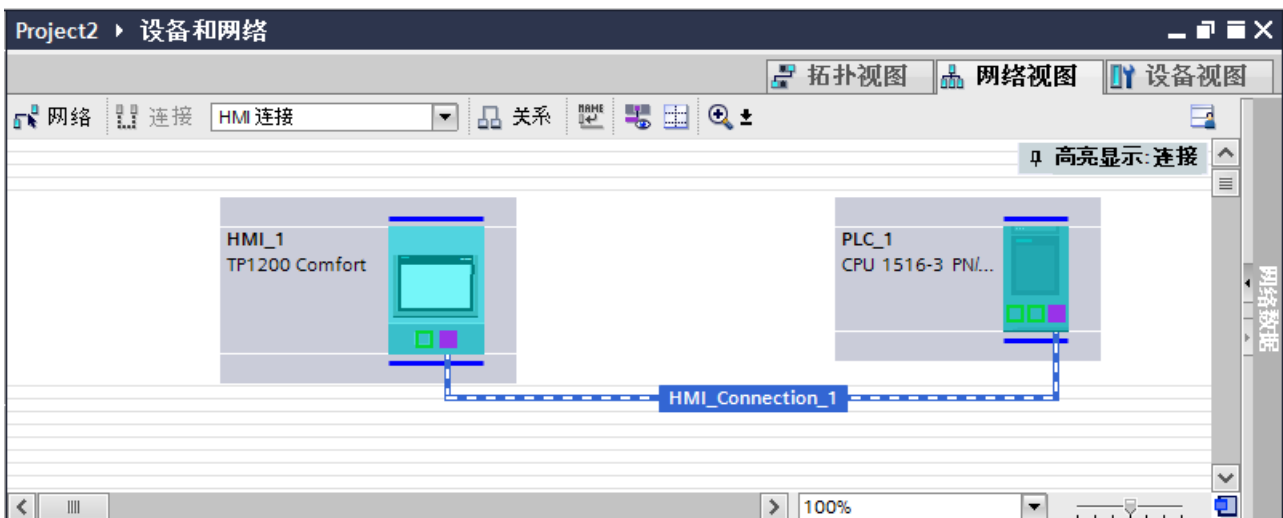 Project2 ▸ 设备和网络
拓扑视图 网络视图 设备视图
网络 连接 HMI 连接 关系
高亮显示:连接
HMI_1
TP1200 Comfort
PLC_1
CPU 1516-3 PN/...
HMI_Connection_1
网络数据
100%